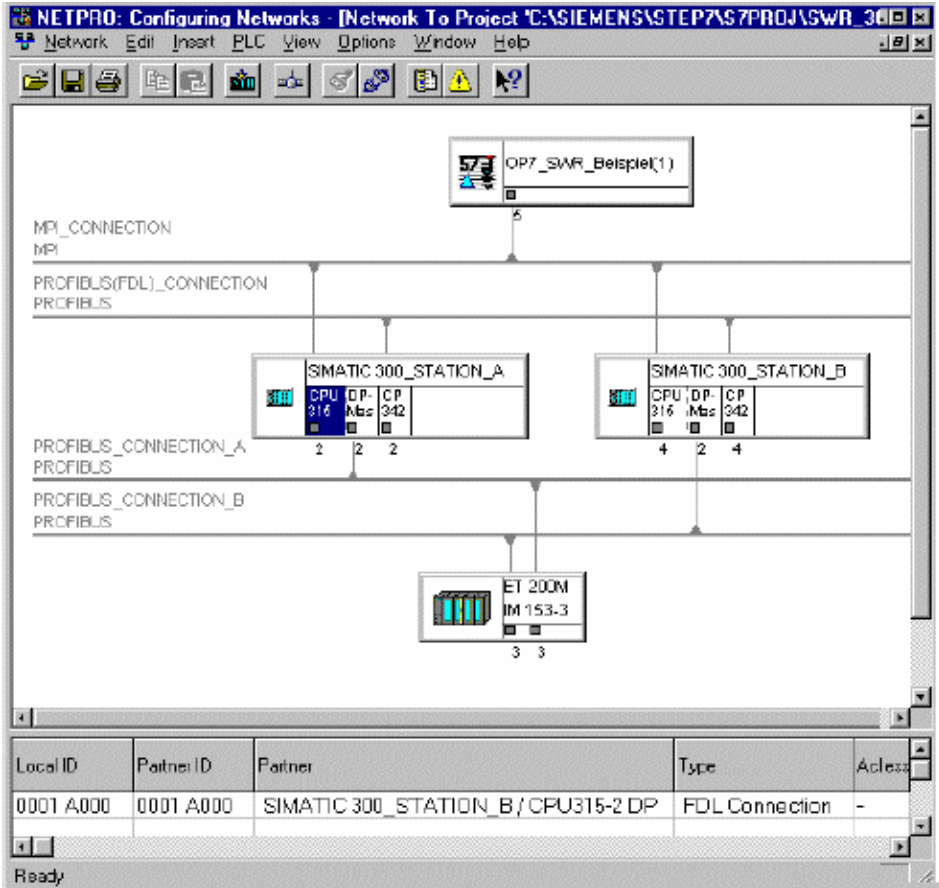 NETPRO: Configuring Networks - [Network To Project "C:\SIEMENS\STEP7\S7PROJ\SWR_3
Network Edit Insert PLC View Options Window Help
OP7_SWR_Beispiel(1)
MPI_CONNECTION
MPI
PROFIBUS(FDL)_CONNECTION
PROFIBUS
SIMATIC 300_STATION_A SIMATIC 300_STATION_B
CPU DP- CP CPU DP- CP
316 Mas 342 316 Mas 342
2 2 2 4 2 4
PROFIBUS_CONNECTION_A
PROFIBUS
PROFIBUS_CONNECTION_B
PROFIBUS
ET 200M
IM 153-3
3 3
Local ID Partner ID Partner Type
0001 A000 0001 A000 SIMATIC 300_STATION_B / CPU315-2 DP FDL Connection -
Ready